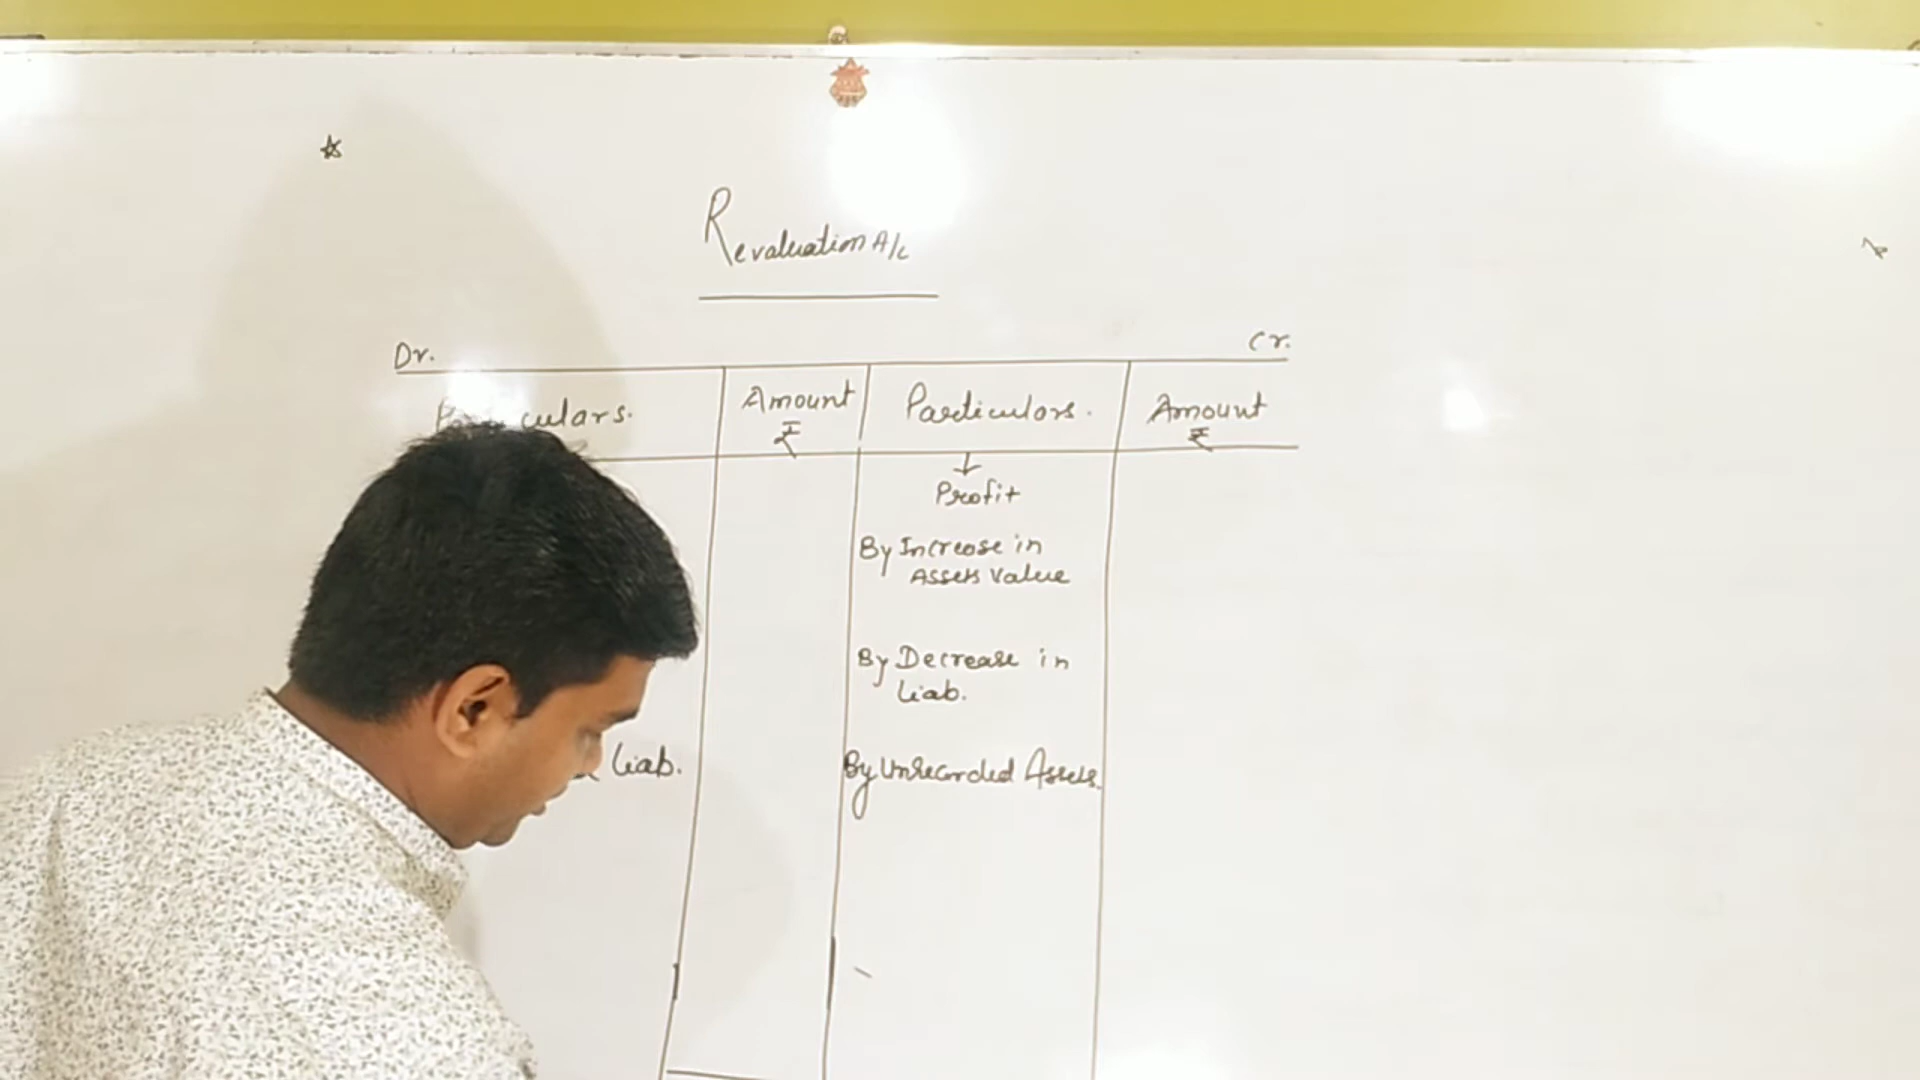 Revaluation A/c
Dr. Cr.
culars. Amount ₹ Particulars. Amount ₹
Profit
By Increase in
Assets Value
By Decrease in
Liab.
Liab. By Unrecorded Assets.